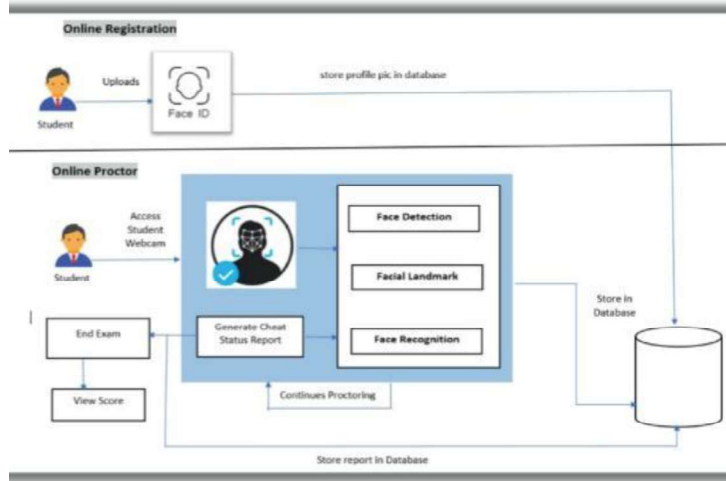 Online Registration
Uploads
store profile pic in database
Student
Face ID
Online Proctor
Access
Student
Webcam
Student
Face Detection
Facial Landmark
Face Recognition
Store in
Database
End Exam
Generate Cheat
Status Report
View Score
Continues Proctoring
Store report in Database